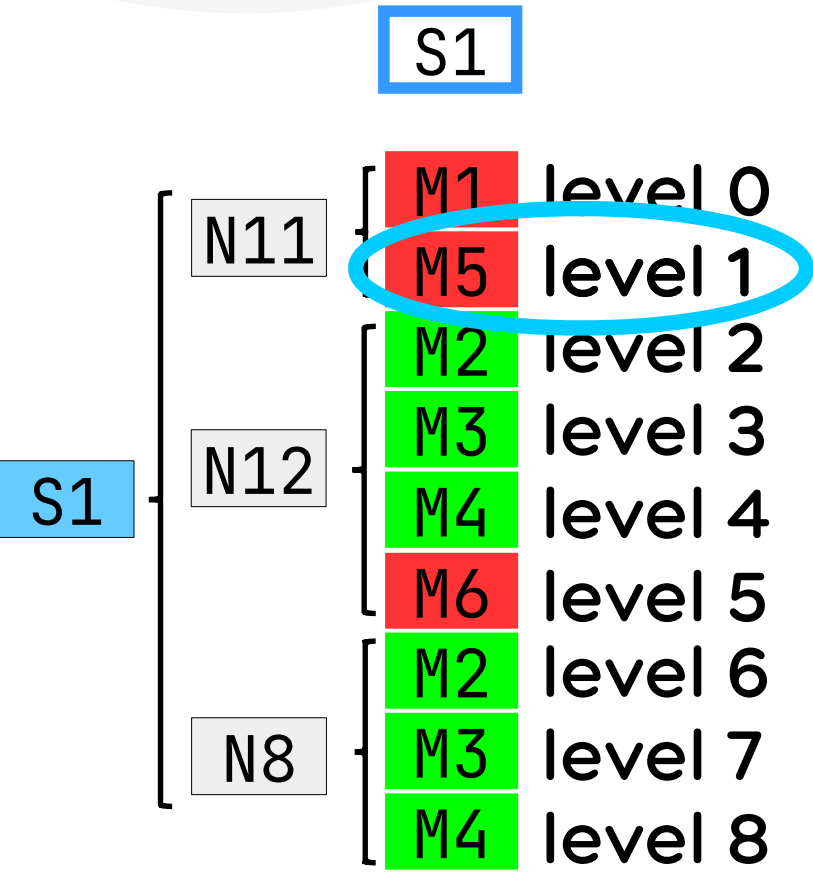 S1
M1 level 0
N11
M5 level 1
M2 level 2
M3 level 3
N12
S1
M4 level 4
M6 level 5
M2 level 6
N8
M3 level 7
M4 level 8